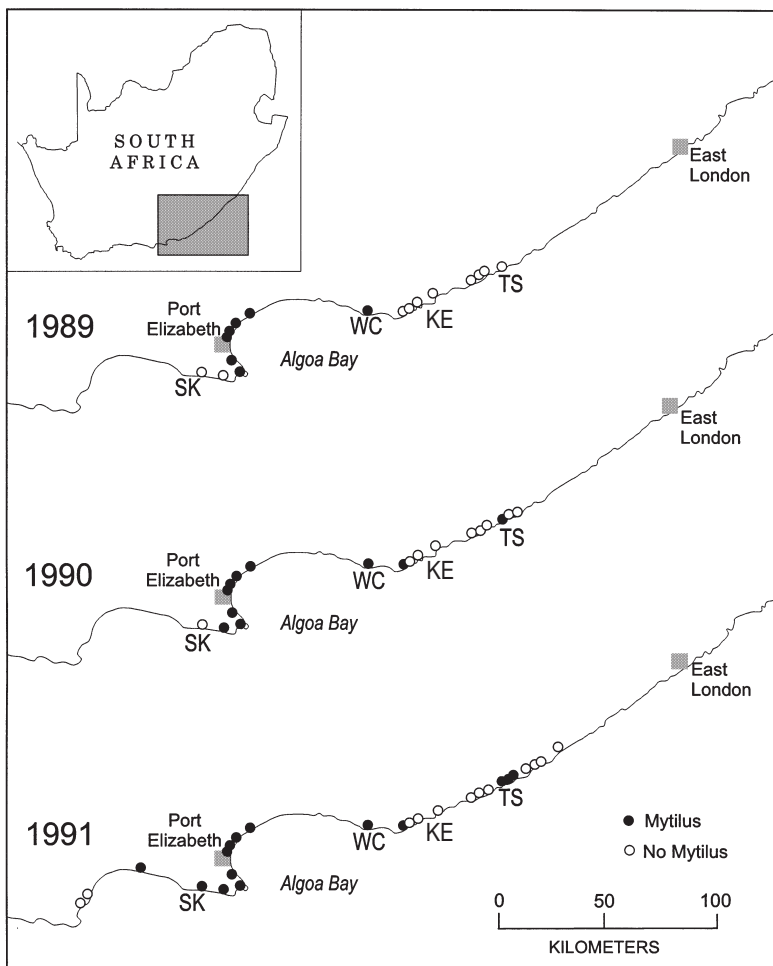 SOUTH
AFRICA
East
London
1989
Port
Elizabeth
WC
KE
TS
SK
Algoa Bay
East
London
1990
Port
Elizabeth
WC
KE
TS
SK
Algoa Bay
East
London
1991
Port
Elizabeth
WC
KE
TS
SK
Algoa Bay
Mytilus
No Mytilus
0 50 100
KILOMETERS